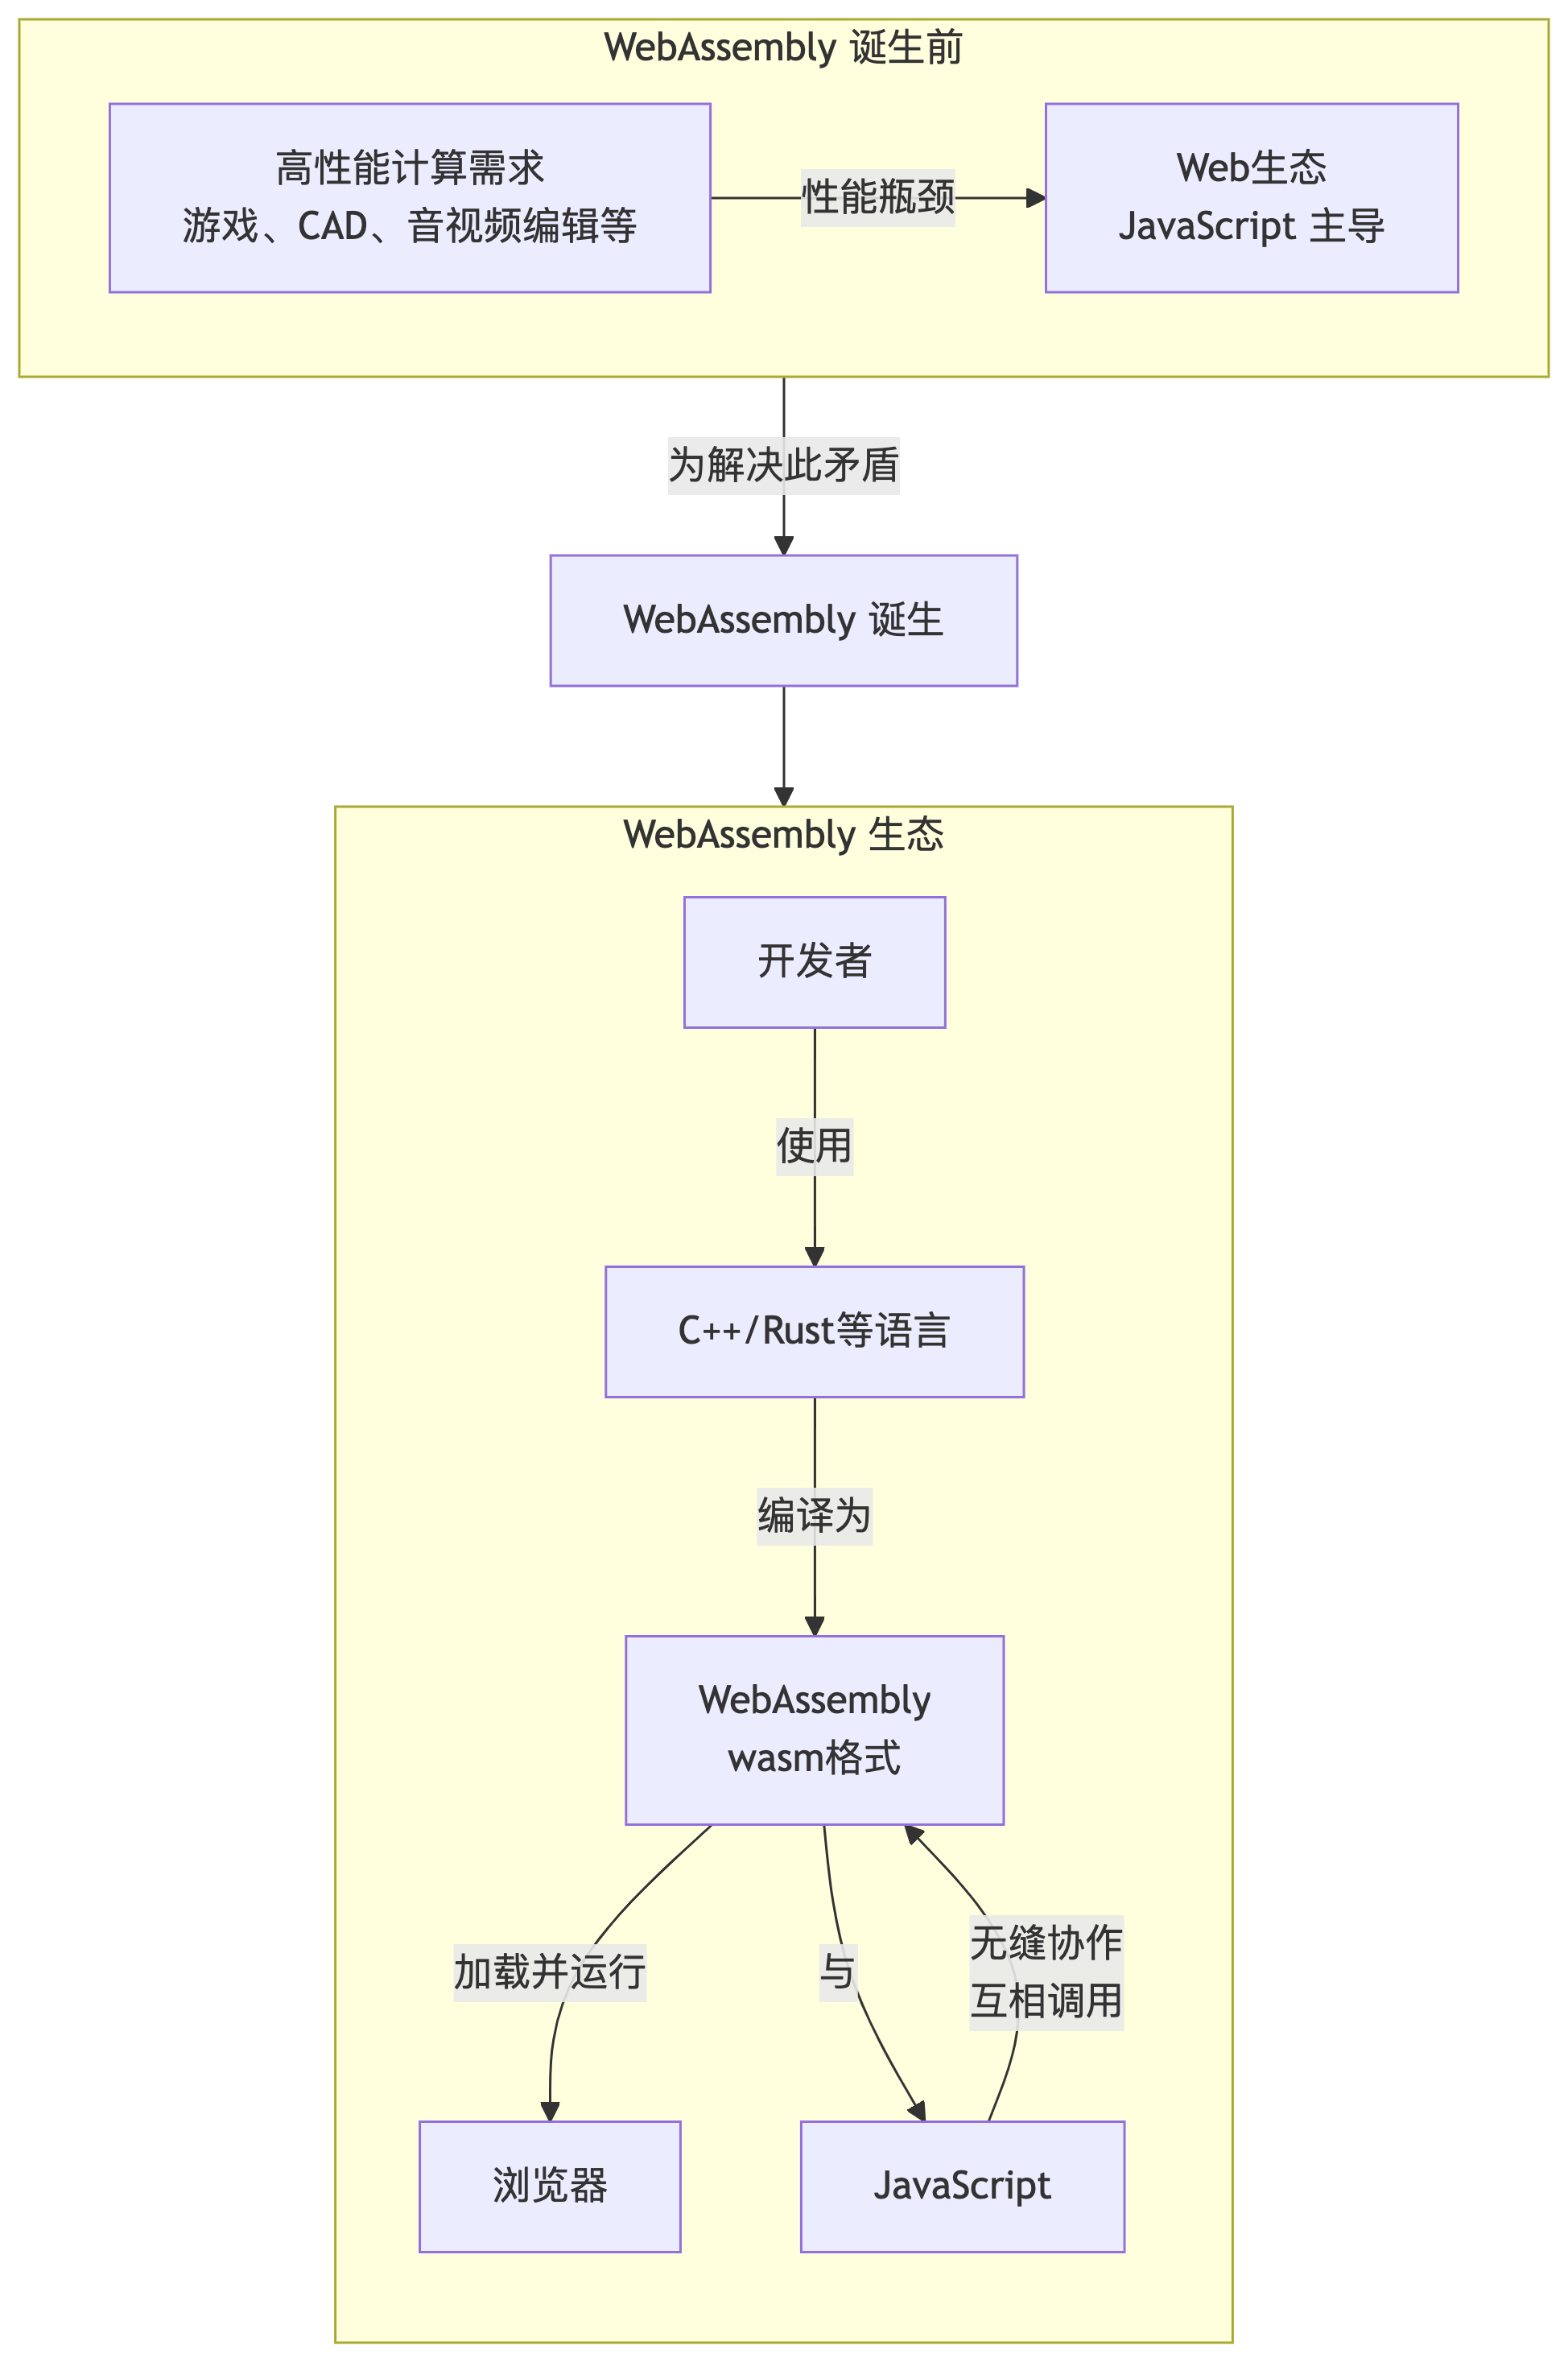 WebAssembly 诞生前
高性能计算需求
游戏、CAD、音视频编辑等
性能瓶颈
Web生态
JavaScript 主导
为解决此矛盾
WebAssembly 诞生
WebAssembly 生态
开发者
使用
C++/Rust等语言
编译为
WebAssembly
wasm格式
加载并运行
与
无缝协作
互相调用
浏览器
JavaScript